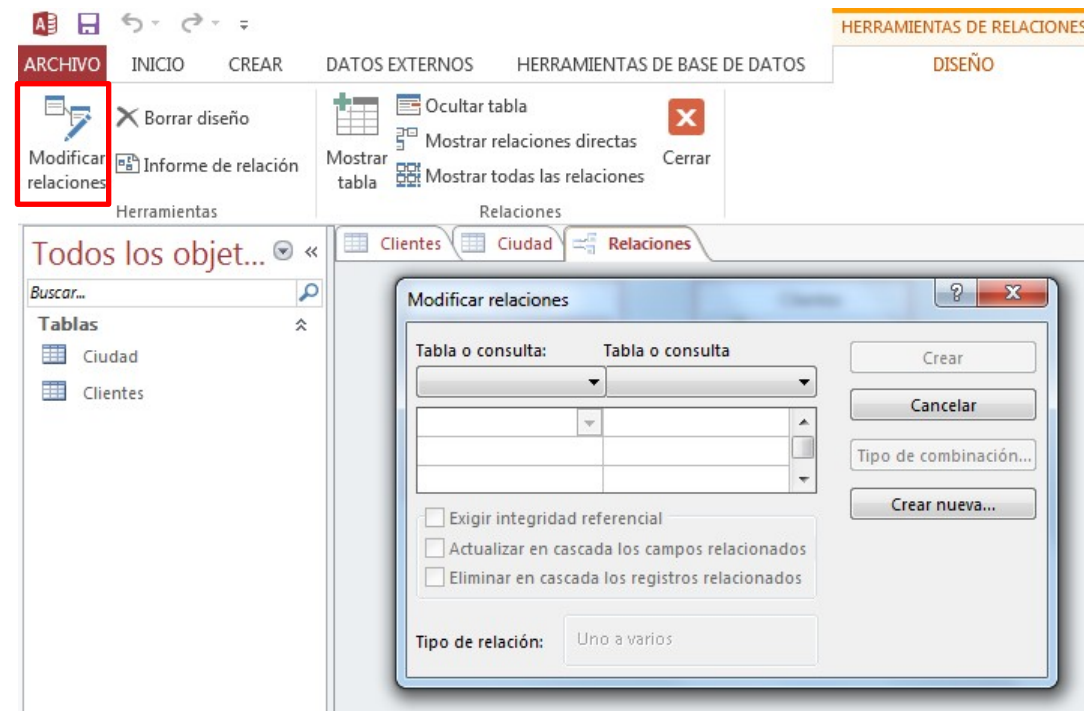 HERRAMIENTAS DE RELACIONES
ARCHIVO INICIO CREAR DATOS EXTERNOS HERRAMIENTAS DE BASE DE DATOS DISEÑO
Modificar relaciones
Borrar diseño
Informe de relación
Herramientas
Mostrar tabla
Ocultar tabla
Mostrar relaciones directas
Mostrar todas las relaciones
Cerrar
Relaciones
Todos los objet... «
Buscar...
Tablas
Ciudad
Clientes
Clientes Ciudad Relaciones
Modificar relaciones
Tabla o consulta: Tabla o consulta
Crear
Cancelar
Tipo de combinación...
Crear nueva...
Exigir integridad referencial
Actualizar en cascada los campos relacionados
Eliminar en cascada los registros relacionados
Tipo de relación: Uno a varios